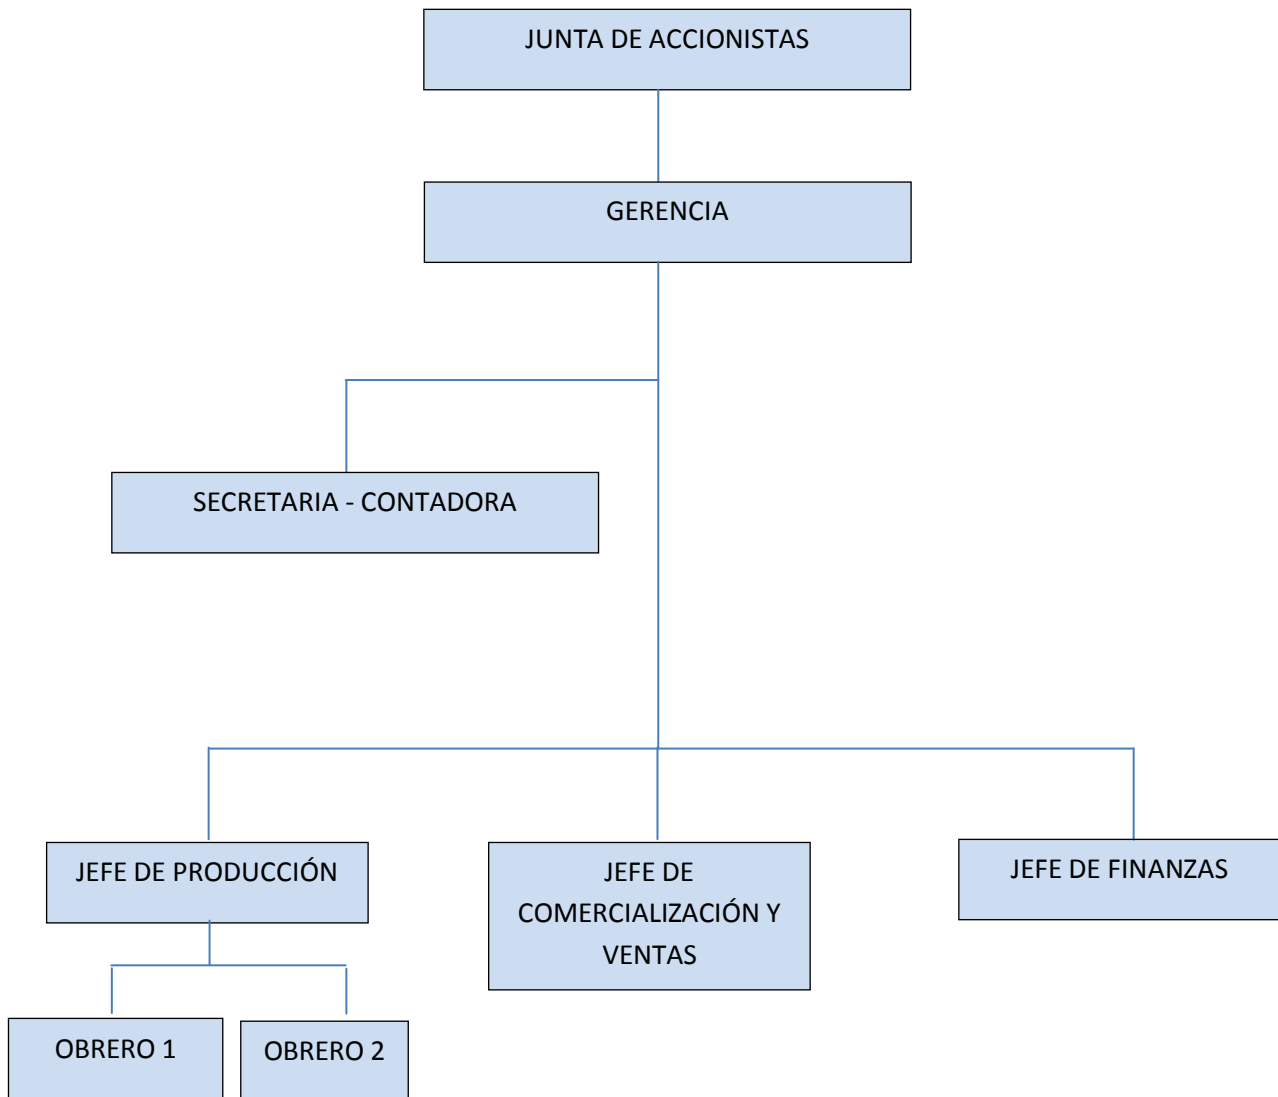 JUNTA DE ACCIONISTAS
GERENCIA
SECRETARIA - CONTADORA
JEFE DE PRODUCCIÓN
JEFE DE
COMERCIALIZACIÓN Y
VENTAS
JEFE DE FINANZAS
OBRERO 1
OBRERO 2